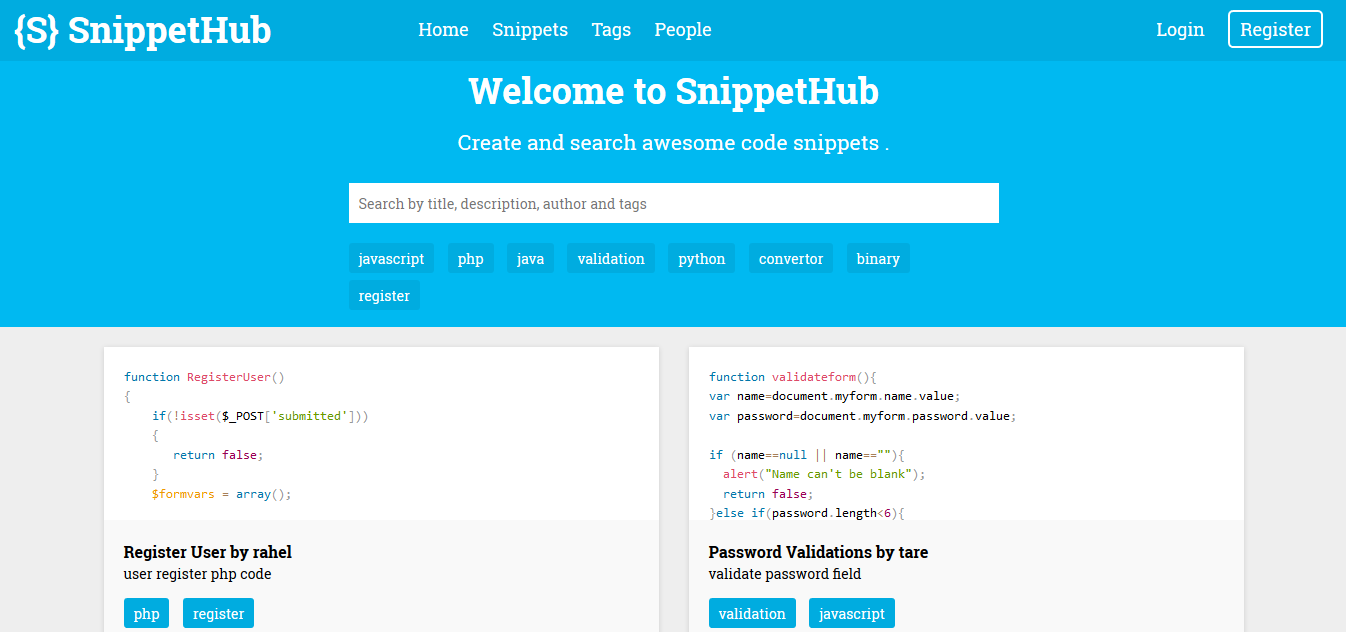 {S} SnippetHub Home Snippets Tags People Login Register
Welcome to SnippetHub
Create and search awesome code snippets .
Search by title, description, author and tags
javascript php java validation python convertor binary
register
function RegisterUser()
{
    if(!isset($_POST['submitted']))
    {
       return false;
    }
    $formvars = array();
Register User by rahel
user register php code
php register
function validateform(){
var name=document.myform.name.value;
var password=document.myform.password.value;

if (name==null || name==""){
  alert("Name can't be blank");
  return false;
}else if(password.length<6){
Password Validations by tare
validate password field
validation javascript